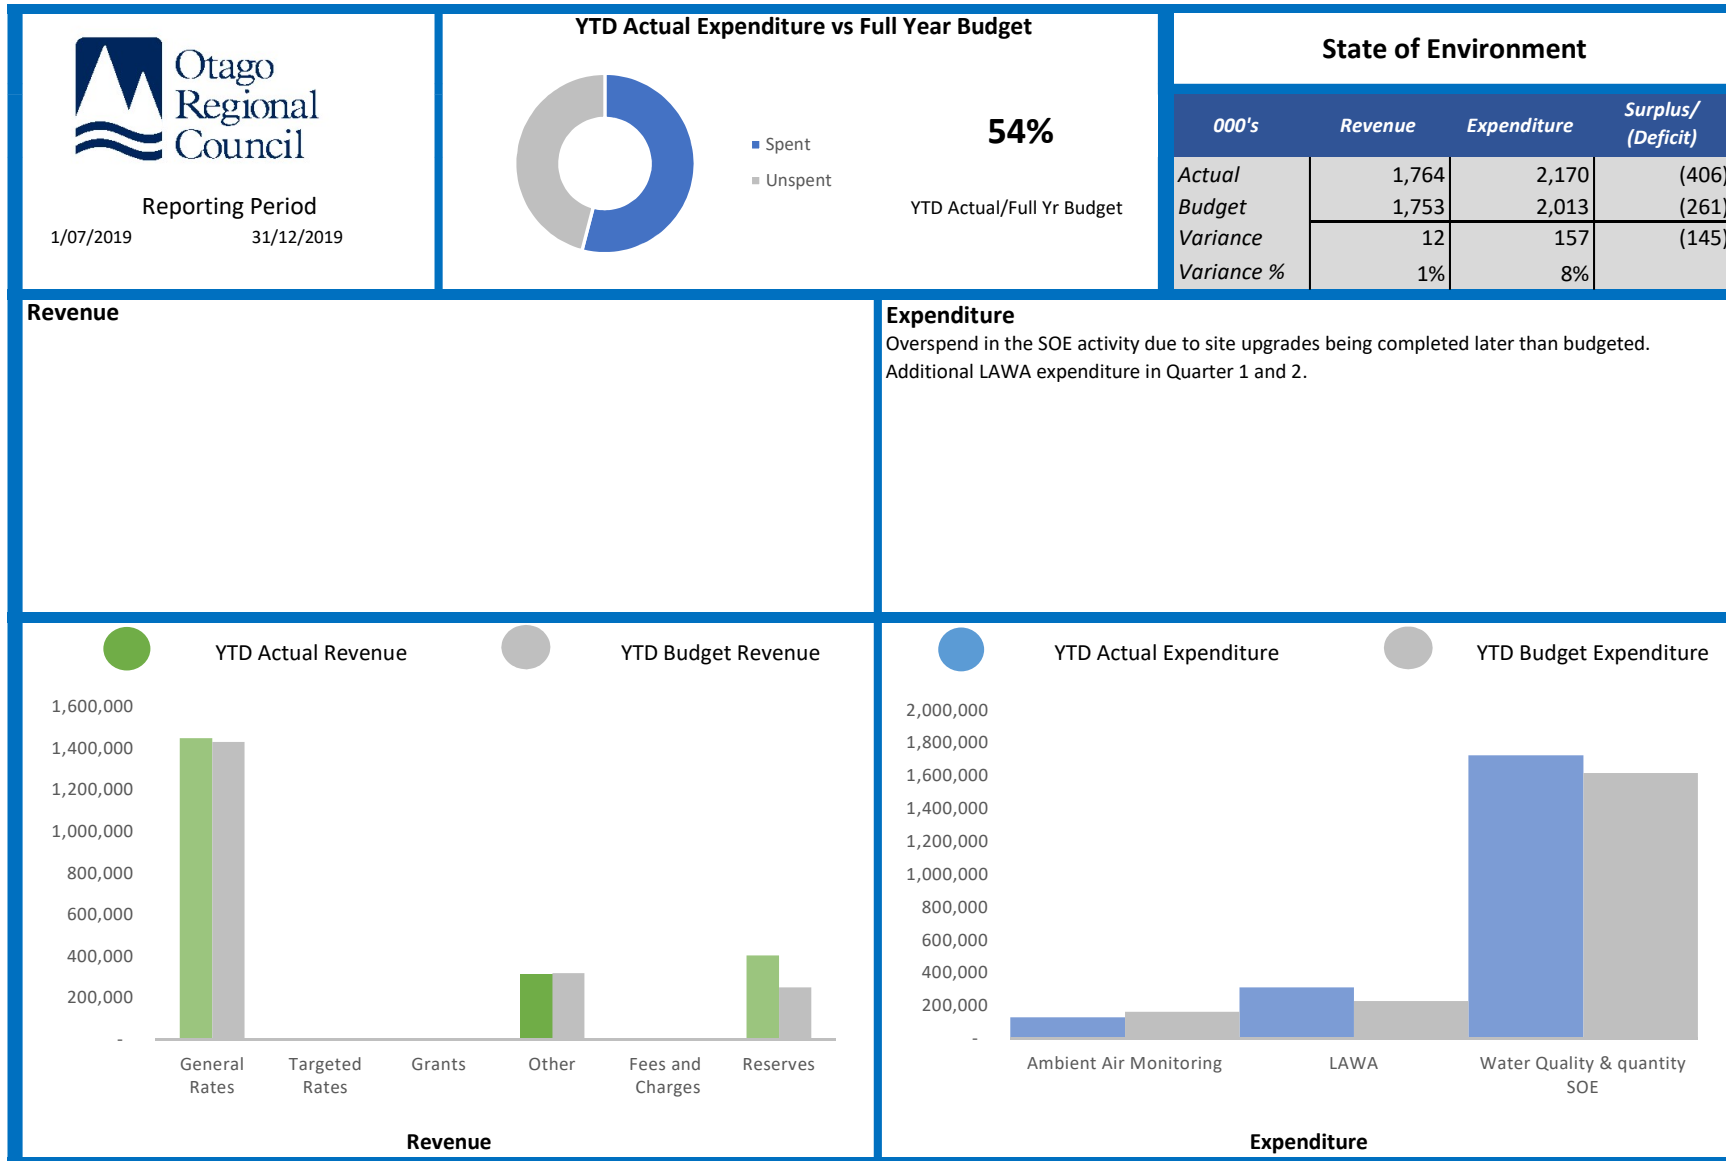 Otago
Regional
Council
Reporting Period
1/07/2019 31/12/2019
YTD Actual Expenditure vs Full Year Budget
Spent
Unspent
54%
YTD Actual/Full Yr Budget
State of Environment
000's Revenue Expenditure Surplus/
(Deficit)
Actual 1,764 2,170 (406)
Budget 1,753 2,013 (261)
Variance 12 157 (145)
Variance % 1% 8%
Revenue
Expenditure
Overspend in the SOE activity due to site upgrades being completed later than budgeted.
Additional LAWA expenditure in Quarter 1 and 2.
YTD Actual Revenue YTD Budget Revenue
1,600,000
1,400,000
1,200,000
1,000,000
800,000
600,000
400,000
200,000
-
General
Rates
Targeted
Rates
Grants
Other
Fees and
Charges
Reserves
Revenue
YTD Actual Expenditure YTD Budget Expenditure
2,000,000
1,800,000
1,600,000
1,400,000
1,200,000
1,000,000
800,000
600,000
400,000
200,000
-
Ambient Air Monitoring
LAWA
Water Quality & quantity
SOE
Expenditure